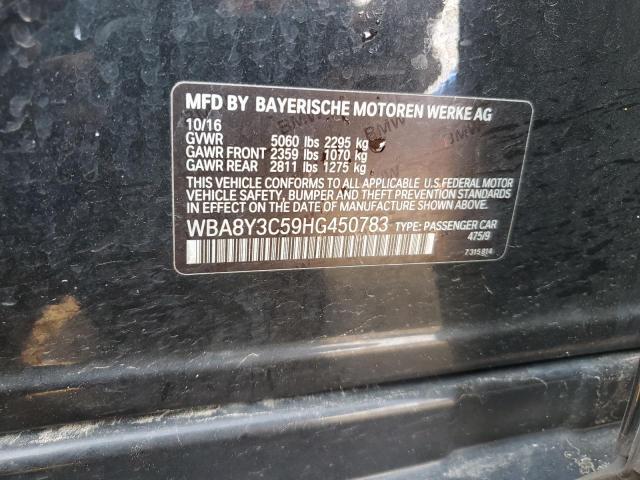 MFD BY BAYERISCHE MOTOREN WERKE AG
10/16
GVWR 5060 lbs 2295 kg
GAWR FRONT 2359 lbs 1070 kg
GAWR REAR 2811 lbs 1275 kg
THIS VEHICLE CONFORMS TO ALL APPLICABLE U.S. FEDERAL MOTOR
VEHICLE SAFETY, BUMPER, AND THEFT PREVENTION STANDARDS IN
EFFECT ON THE DATE OF MANUFACTURE SHOWN ABOVE.
WBA8Y3C59HG450783 TYPE: PASSENGER CAR
475/9
7315814